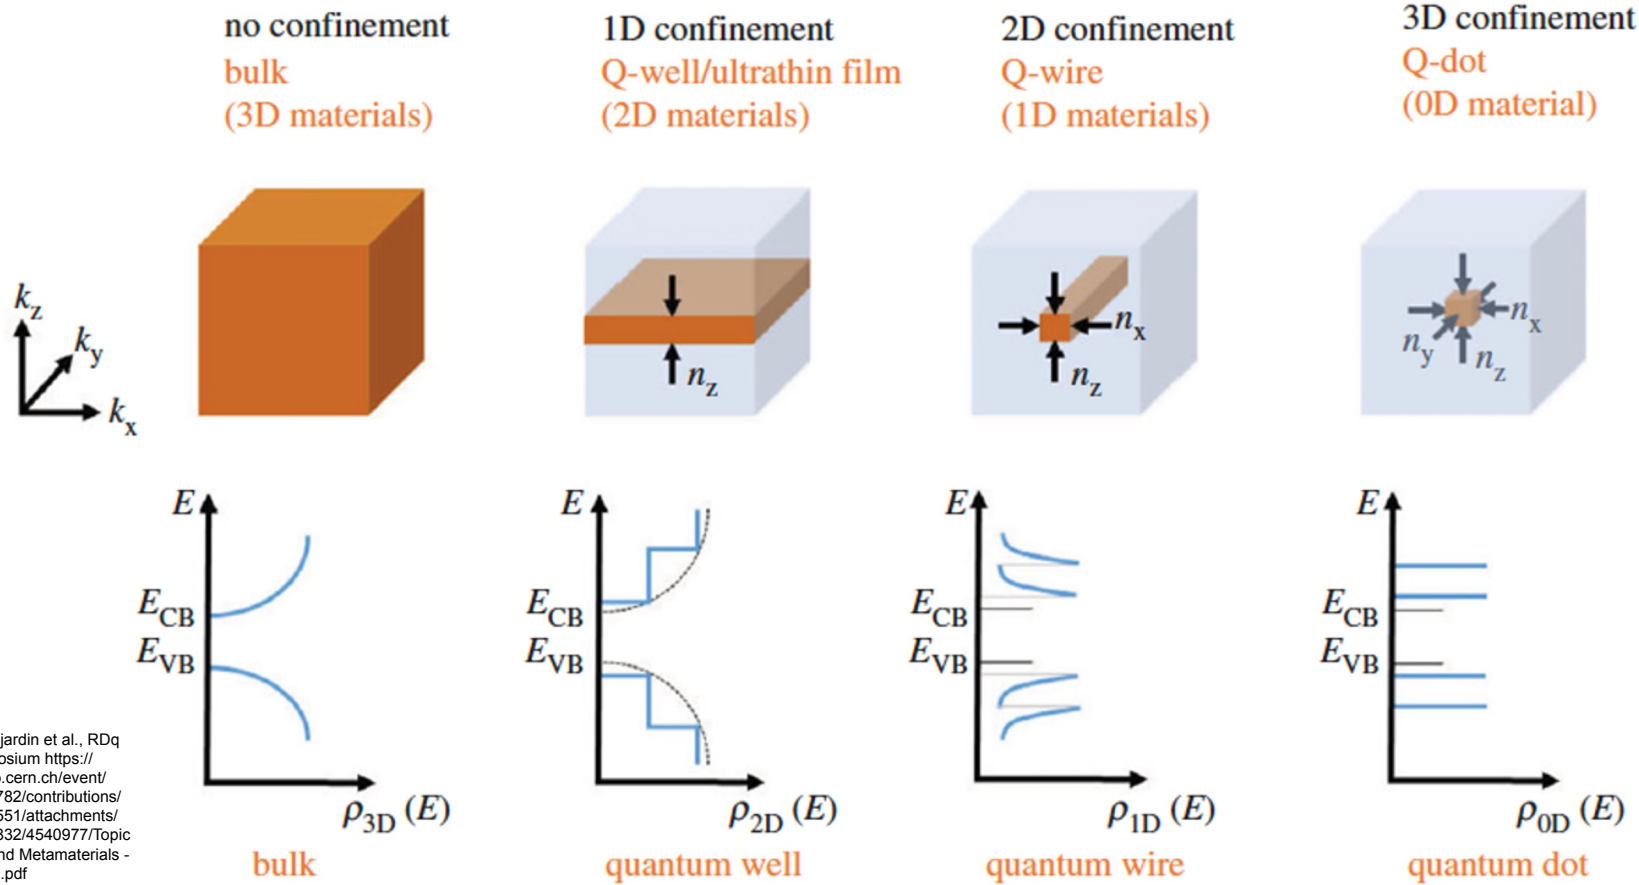 no confinement
bulk
(3D materials)
1D confinement
Q-well/ultrathin film
(2D materials)
2D confinement
Q-wire
(1D materials)
3D confinement
Q-dot
(0D material)
kz
ky
kx
nz
nx
nz
nx
ny
nz
E
ECB
EVB
ρ3D (E)
bulk
E
ECB
EVB
ρ2D (E)
quantum well
E
ECB
EVB
ρ1D (E)
quantum wire
E
ECB
EVB
ρ0D (E)
quantum dot
jardin et al., RDq
osium https://
o.cern.ch/event/
782/contributions/
551/attachments/
332/4540977/Topic
nd Metamaterials -
.pdf